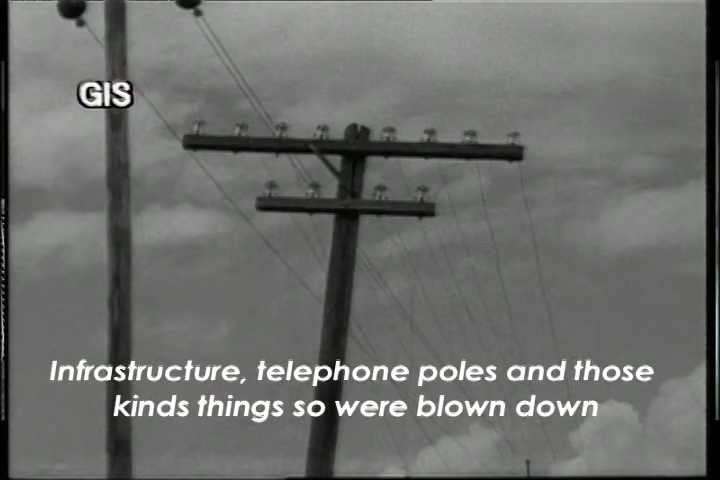 GIS
Infrastructure, telephone poles and those
kinds things so were blown down